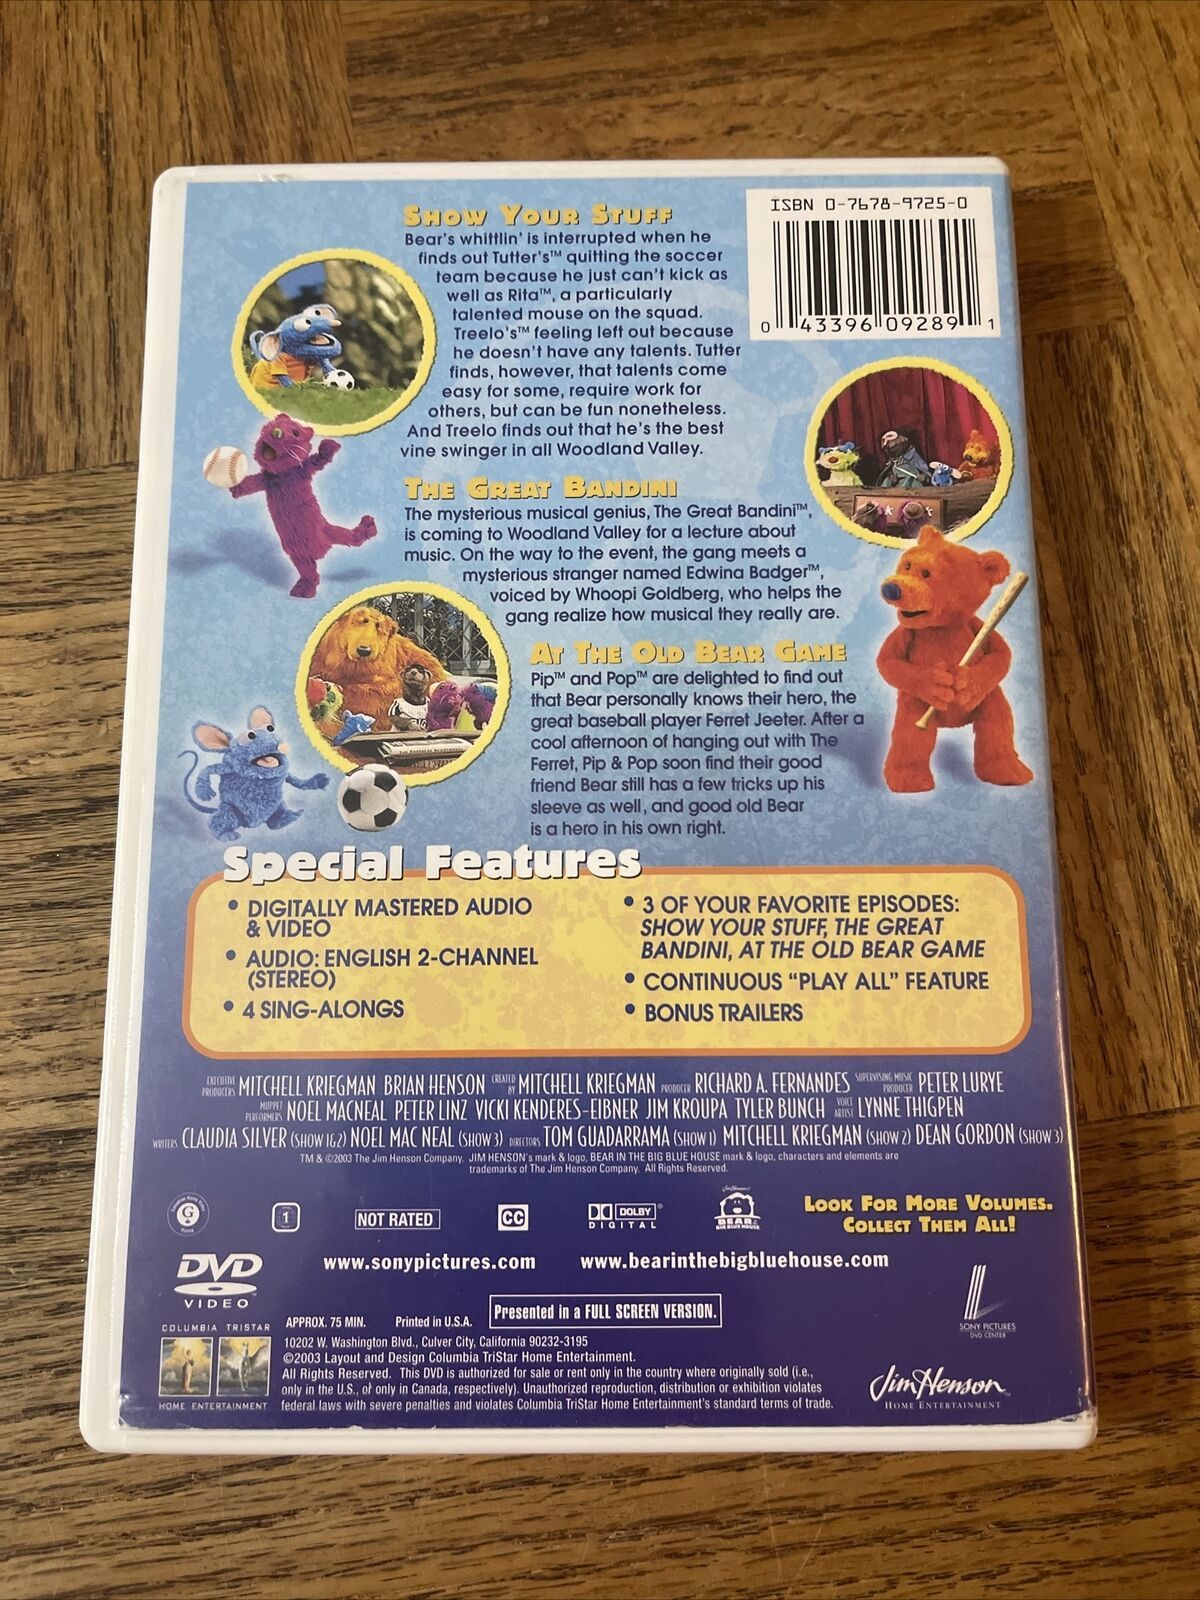 ISBN 0-7678-9725-0
0 43396 09289 1
SHOW YOUR STUFF
Bear's whittlin' is interrupted when he
finds out Tutter's™ quitting the soccer
team because he just can't kick as
well as Rita™, a particularly
talented mouse on the squad.
Treelo's™ feeling left out because
he doesn't have any talents. Tutter
finds, however, that talents come
easy for some, require work for
others, but can be fun nonetheless.
And Treelo finds out that he's the best
vine swinger in all Woodland Valley.
THE GREAT BANDINI
The mysterious musical genius, The Great Bandini™,
is coming to Woodland Valley for a lecture about
music. On the way to the event, the gang meets a
mysterious stranger named Edwina Badger™,
voiced by Whoopi Goldberg, who helps the
gang realize how musical they really are.
AT THE OLD BEAR GAME
Pip™ and Pop™ are delighted to find out
that Bear personally knows their hero, the
great baseball player Ferret Jeeter. After a
cool afternoon of hanging out with The
Ferret, Pip & Pop soon find their good
friend Bear still has a few tricks up his
sleeve as well, and good old Bear
is a hero in his own right.
Special Features
• DIGITALLY MASTERED AUDIO
& VIDEO
• AUDIO: ENGLISH 2-CHANNEL
(STEREO)
• 4 SING-ALONGS
• 3 OF YOUR FAVORITE EPISODES:
SHOW YOUR STUFF, THE GREAT
BANDINI, AT THE OLD BEAR GAME
• CONTINUOUS "PLAY ALL" FEATURE
• BONUS TRAILERS
EXECUTIVE PRODUCERS MITCHELL KRIEGMAN BRIAN HENSON CREATED BY MITCHELL KRIEGMAN PRODUCER RICHARD A. FERNANDES SUPERVISING MUSIC PRODUCER PETER LURYE
MUPPET PERFORMERS NOEL MACNEAL PETER LINZ VICKI KENDERES-EIBNER JIM KROUPA TYLER BUNCH VOICE ARTIST LYNNE THIGPEN
WRITERS CLAUDIA SILVER (SHOW 1&2) NOEL MAC NEAL (SHOW 3) DIRECTORS TOM GUADARRAMA (SHOW 1) MITCHELL KRIEGMAN (SHOW 2) DEAN GORDON (SHOW 3)
TM & ©2003 The Jim Henson Company. JIM HENSON's mark & logo, BEAR IN THE BIG BLUE HOUSE mark & logo, characters and elements are
trademarks of The Jim Henson Company. All Rights Reserved.
G
1
NOT RATED
CC
DOLBY
DIGITAL
BEAR in the
BIG BLUE HOUSE
LOOK FOR MORE VOLUMES.
COLLECT THEM ALL!
DVD
VIDEO
www.sonypictures.com www.bearinthebigbluehouse.com
Presented in a FULL SCREEN VERSION.
APPROX. 75 MIN. Printed in U.S.A.
SONY PICTURES
DVD CENTER
COLUMBIA TRISTAR
HOME ENTERTAINMENT
10202 W. Washington Blvd., Culver City, California 90232-3195
©2003 Layout and Design Columbia TriStar Home Entertainment.
All Rights Reserved. This DVD is authorized for sale or rent only in the country where originally sold (i.e.,
only in the U.S., or only in Canada, respectively). Unauthorized reproduction, distribution or exhibition violates
federal laws with severe penalties and violates Columbia TriStar Home Entertainment's standard terms of trade.
Jim Henson
HOME ENTERTAINMENT